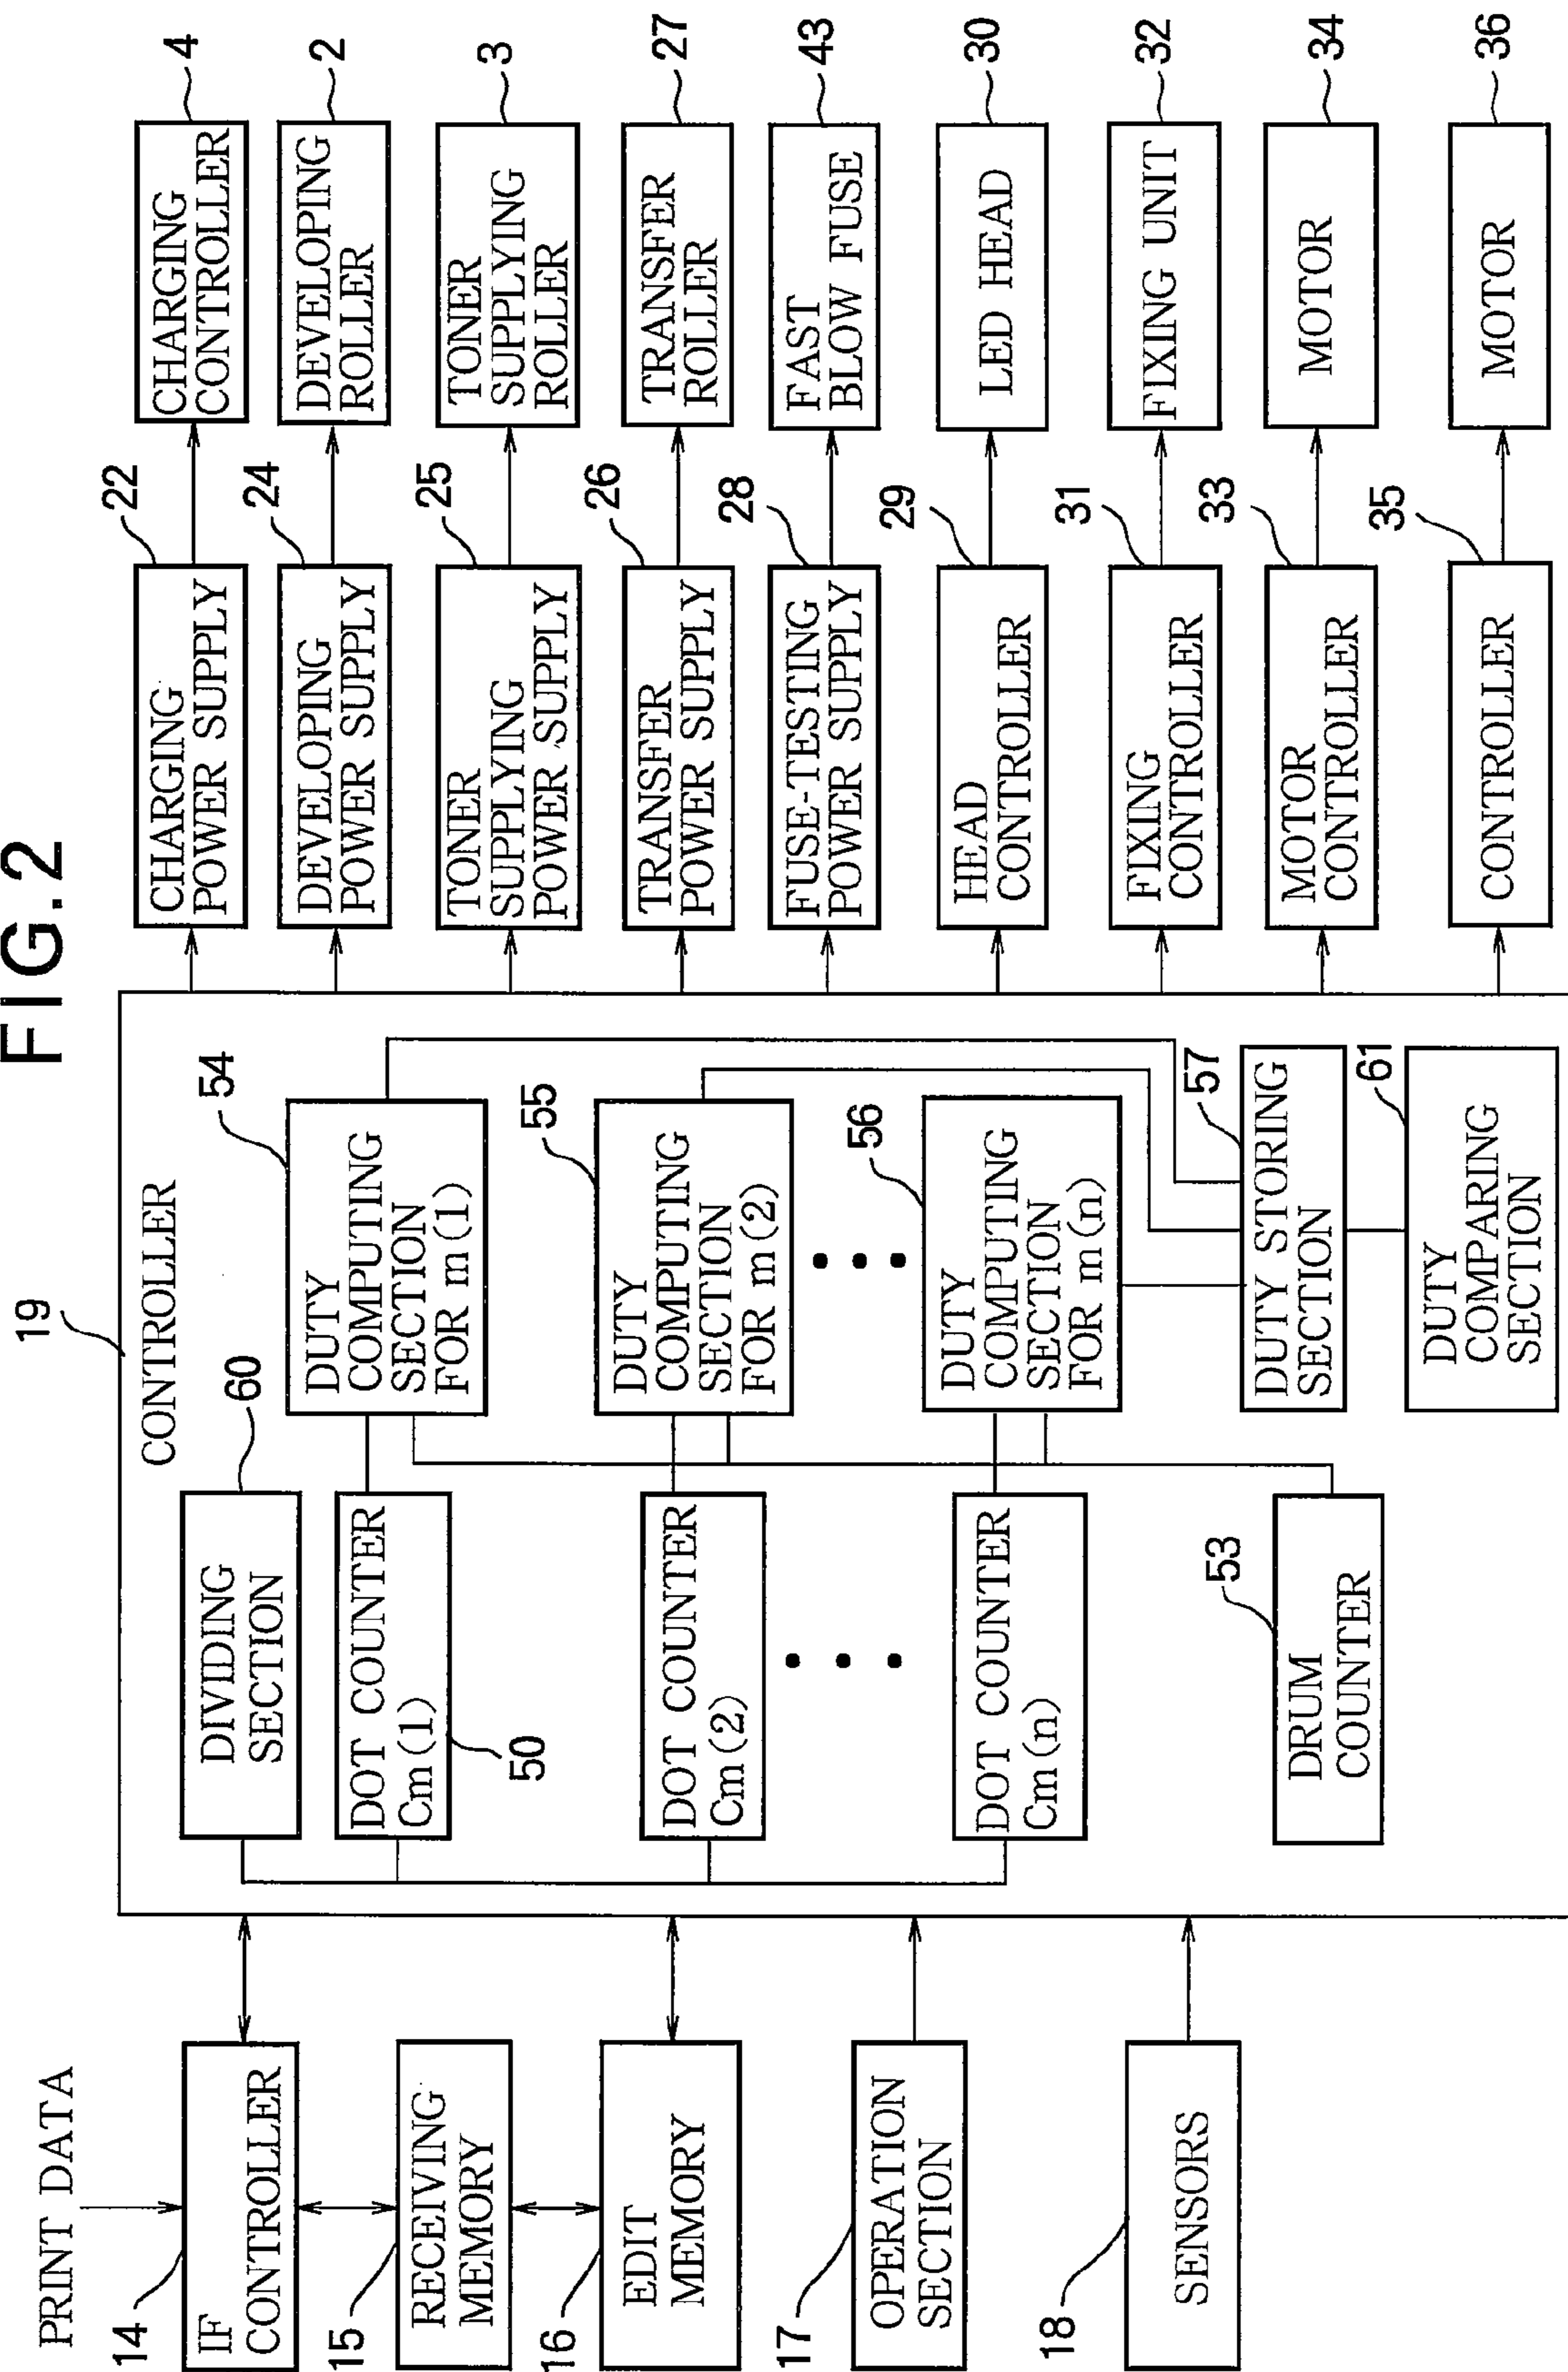 FIG.2
PRINT DATA
14
IF
CONTROLLER
15
RECEIVING
MEMORY
16
EDIT
MEMORY
17
OPERATION
SECTION
18
SENSORS
19
CONTROLLER
60
DIVIDING
SECTION
DOT COUNTER
Cm(1)
50
DOT COUNTER
Cm(2)
DOT COUNTER
Cm(n)
53
DRUM
COUNTER
54
DUTY
COMPUTING
SECTION
FOR m(1)
55
DUTY
COMPUTING
SECTION
FOR m(2)
56
DUTY
COMPUTING
SECTION
FOR m(n)
57
DUTY STORING
SECTION
61
DUTY
COMPARING
SECTION
22
CHARGING
POWER SUPPLY
4
CHARGING
CONTROLLER
24
DEVELOPING
POWER SUPPLY
2
DEVELOPING
ROLLER
25
TONER
SUPPLYING
POWER SUPPLY
3
TONER
SUPPLYING
ROLLER
26
TRANSFER
POWER SUPPLY
27
TRANSFER
ROLLER
28
FUSE-TESTING
POWER SUPPLY
43
FAST
BLOW FUSE
29
HEAD
CONTROLLER
30
LED HEAD
31
FIXING
CONTROLLER
32
FIXING UNIT
33
MOTOR
CONTROLLER
34
MOTOR
35
CONTROLLER
36
MOTOR